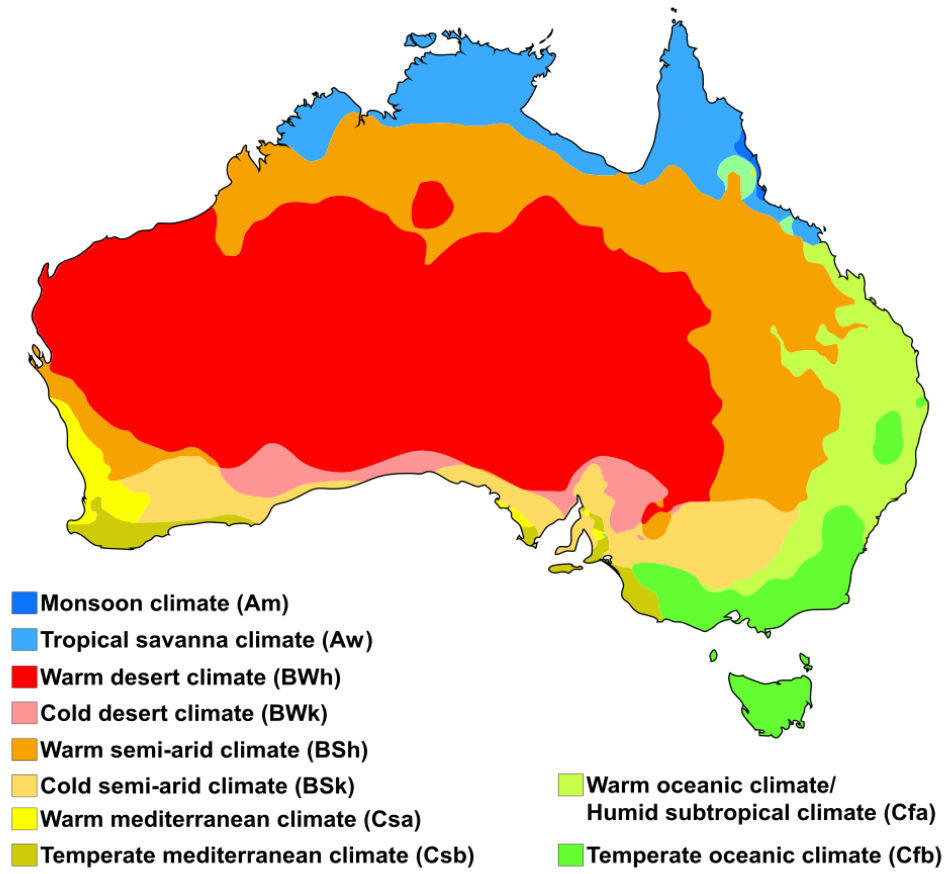 Monsoon climate (Am)
Tropical savanna climate (Aw)
Warm desert climate (BWh)
Cold desert climate (BWk)
Warm semi-arid climate (BSh)
Cold semi-arid climate (BSk)
Warm mediterranean climate (Csa)
Temperate mediterranean climate (Csb)
Warm oceanic climate/
Humid subtropical climate (Cfa)
Temperate oceanic climate (Cfb)